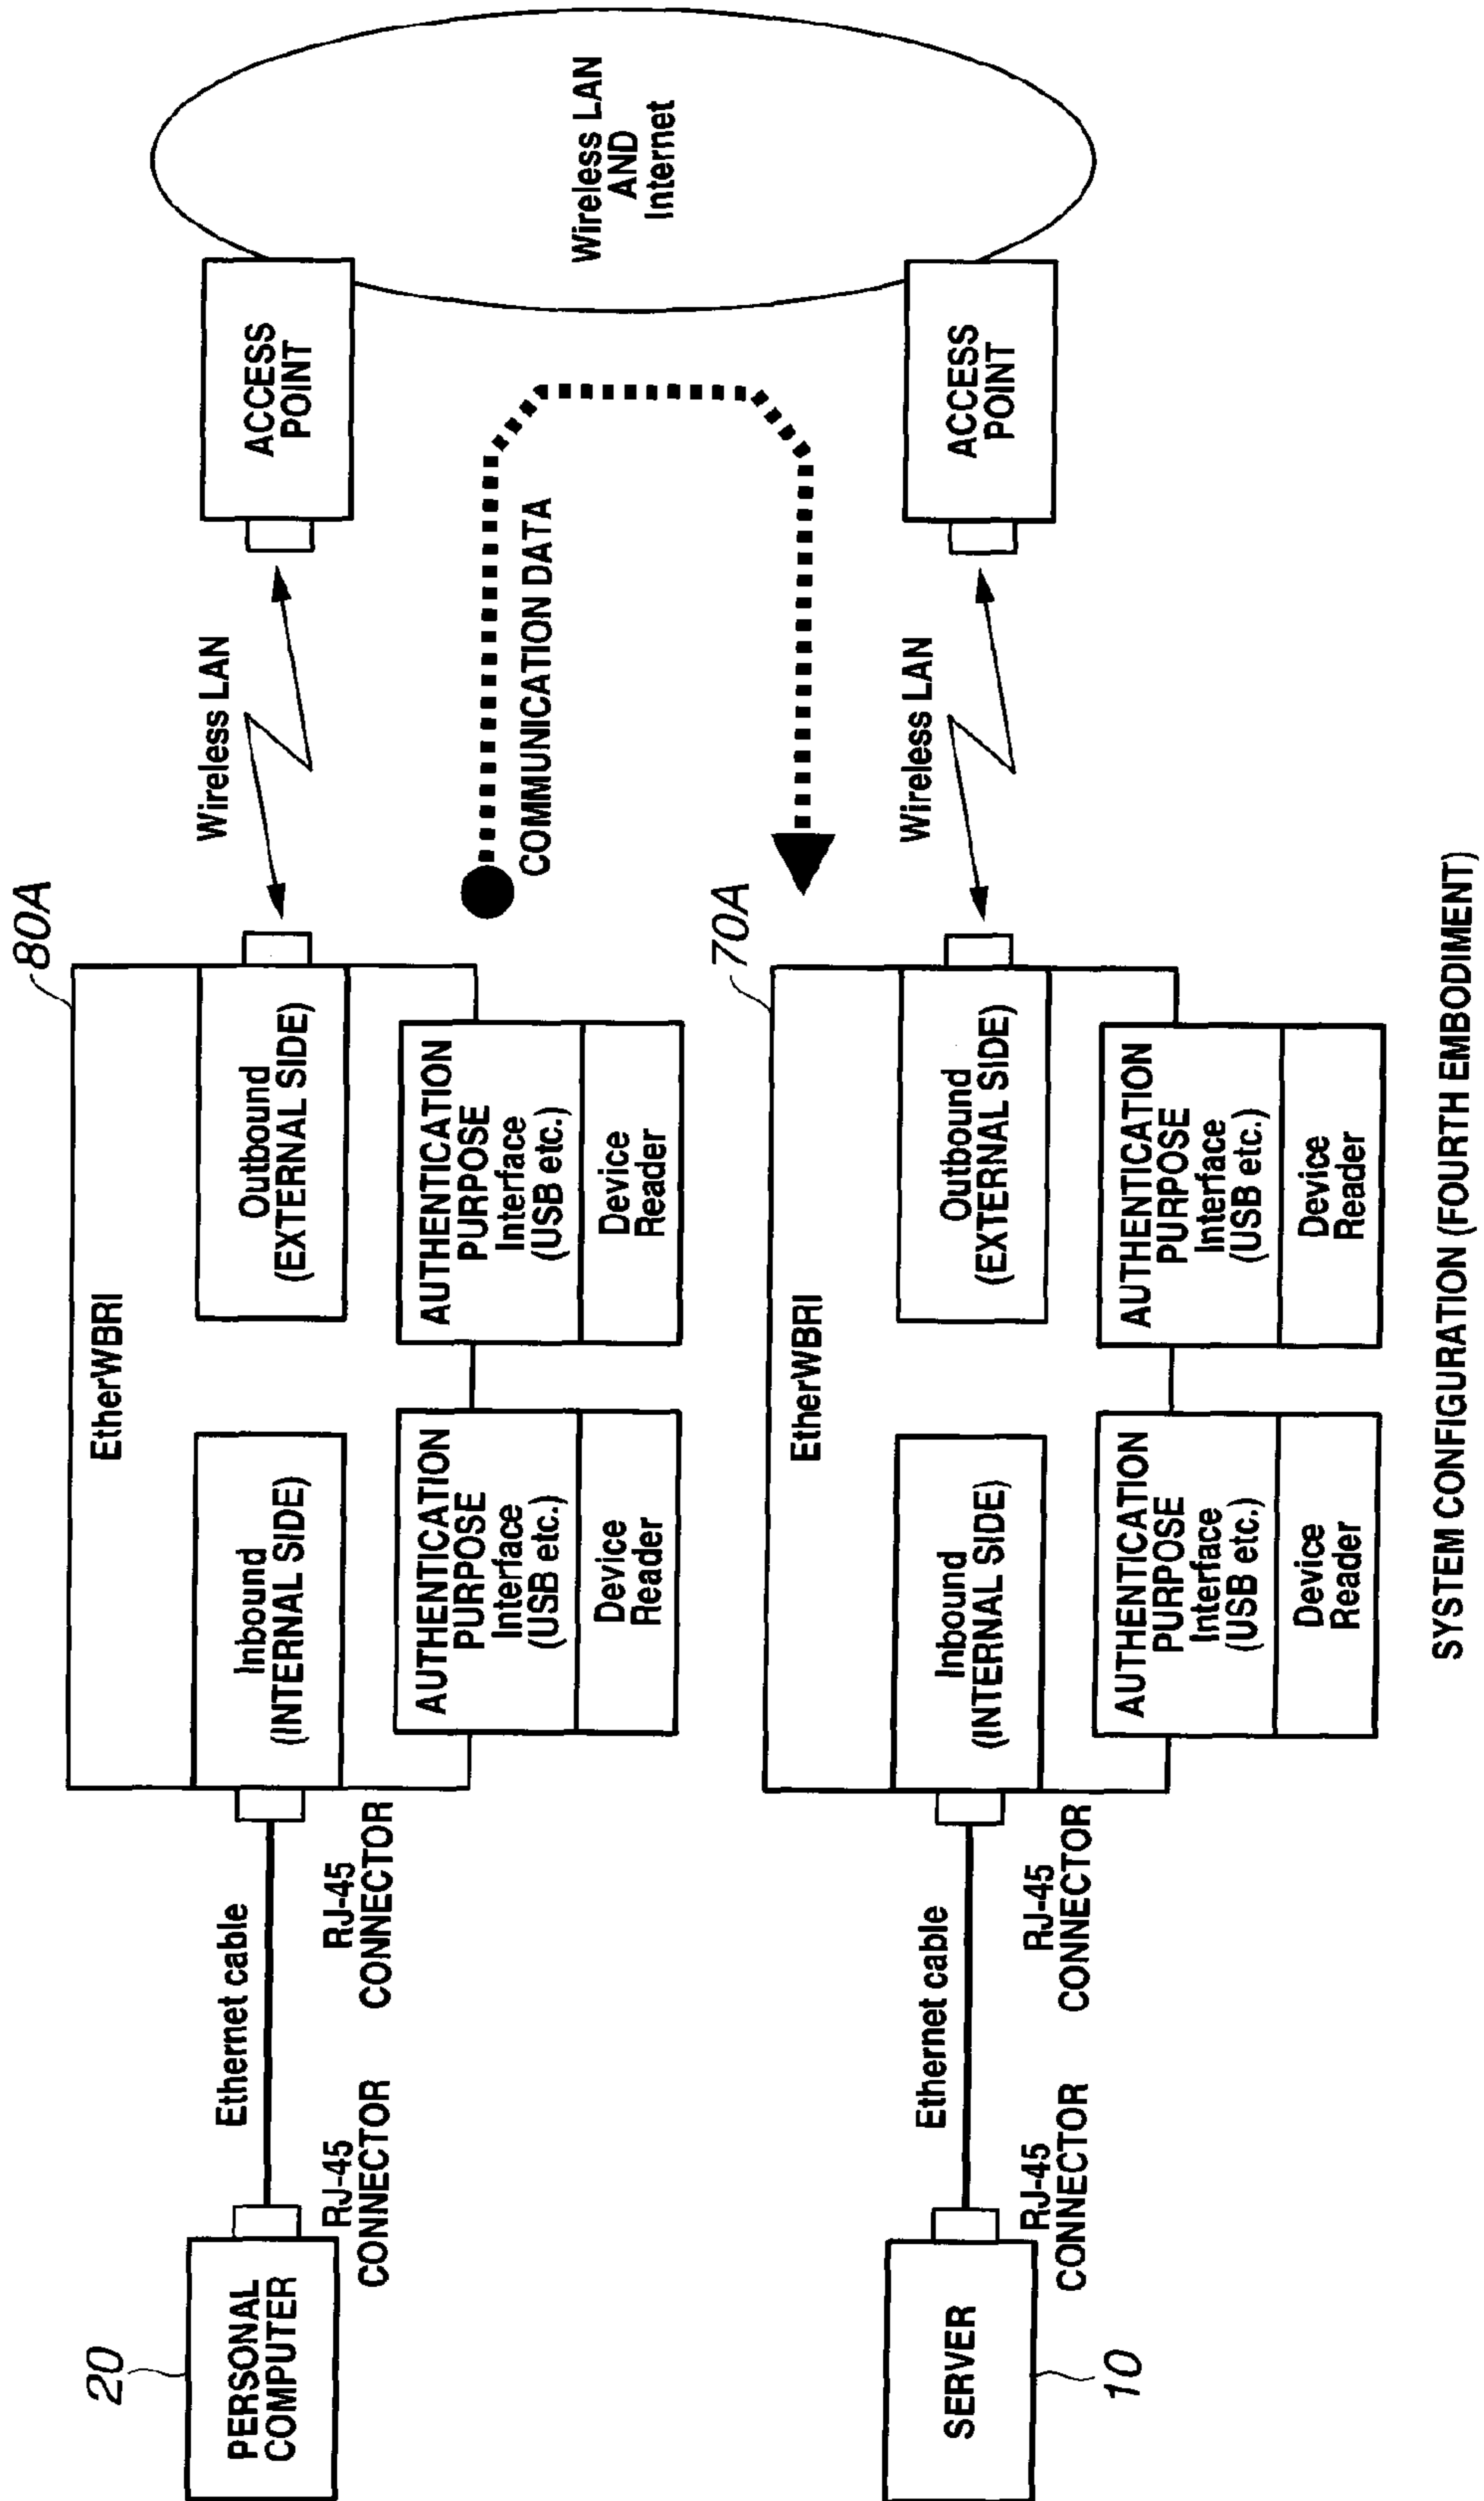 20
PERSONAL
COMPUTER
RJ-45
CONNECTOR
Ethernet cable
RJ-45
CONNECTOR
80A
EtherWBRI
Inbound
(INTERNAL SIDE)
Outbound
(EXTERNAL SIDE)
AUTHENTICATION
PURPOSE
Interface
(USB etc.)
Device
Reader
AUTHENTICATION
PURPOSE
Interface
(USB etc.)
Device
Reader
Wireless LAN
ACCESS
POINT
COMMUNICATION DATA
Wireless LAN
AND
Internet
SERVER
10
RJ-45
CONNECTOR
Ethernet cable
RJ-45
CONNECTOR
70A
EtherWBRI
Inbound
(INTERNAL SIDE)
Outbound
(EXTERNAL SIDE)
AUTHENTICATION
PURPOSE
Interface
(USB etc.)
Device
Reader
AUTHENTICATION
PURPOSE
Interface
(USB etc.)
Device
Reader
Wireless LAN
ACCESS
POINT
SYSTEM CONFIGURATION (FOURTH EMBODIMENT)